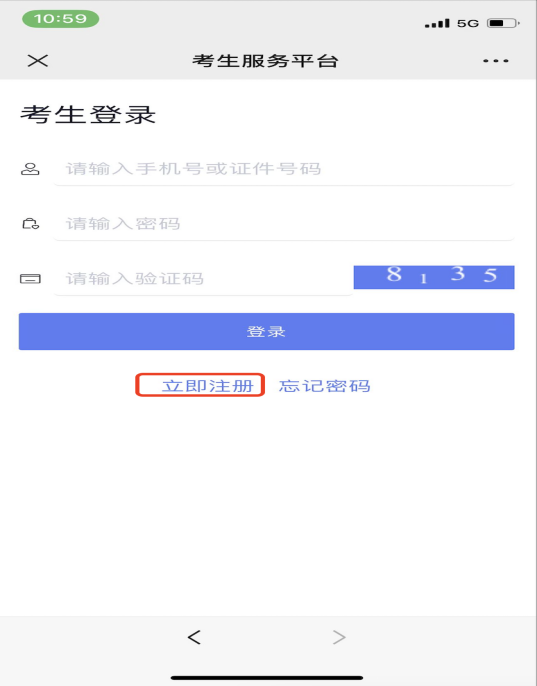 10:59
5G
考生服务平台
考生登录
请输入手机号或证件号码
请输入密码
请输入验证码
8 1 3 5
登录
立即注册 忘记密码